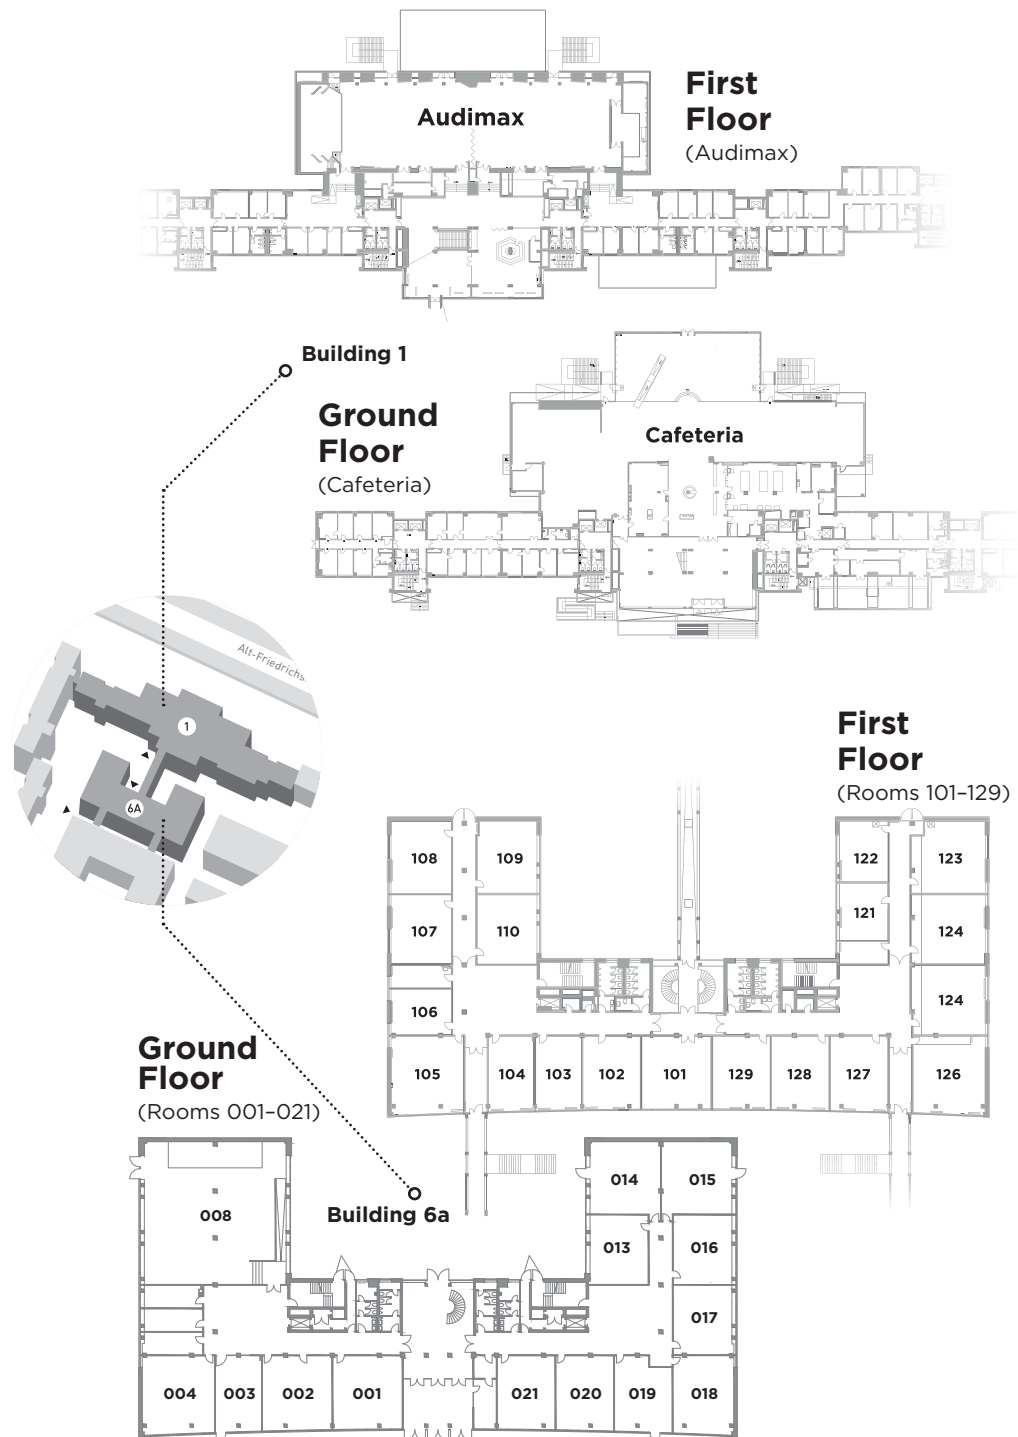 Audimax
First
Floor
(Audimax)
Building 1
Ground
Floor
(Cafeteria)
Cafeteria
Alt-Friedrichs.
1
6A
First
Floor
(Rooms 101–129)
108
109
122
123
107
110
121
124
106
124
105
104
103
102
101
129
128
127
126
Ground
Floor
(Rooms 001–021)
Building 6a
008
014
015
013
016
017
004
003
002
001
021
020
019
018